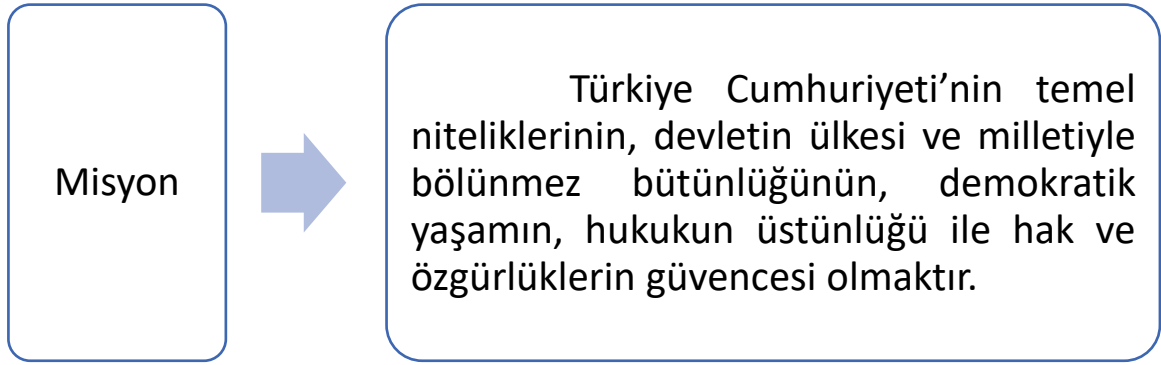 Misyon
Türkiye Cumhuriyeti’nin temel
niteliklerinin, devletin ülkesi ve milletiyle
bölünmez bütünlüğünün, demokratik
yaşamın, hukukun üstünlüğü ile hak ve
özgürlüklerin güvencesi olmaktır.